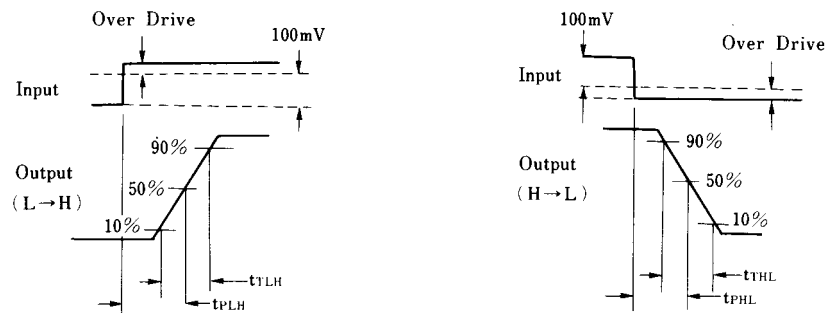 Over Drive
100mV
Input
Output
(L→H)
90%
50%
10%
tTLH
tPLH
100mV
Over Drive
Input
Output
(H→L)
90%
50%
10%
tTHL
tPHL